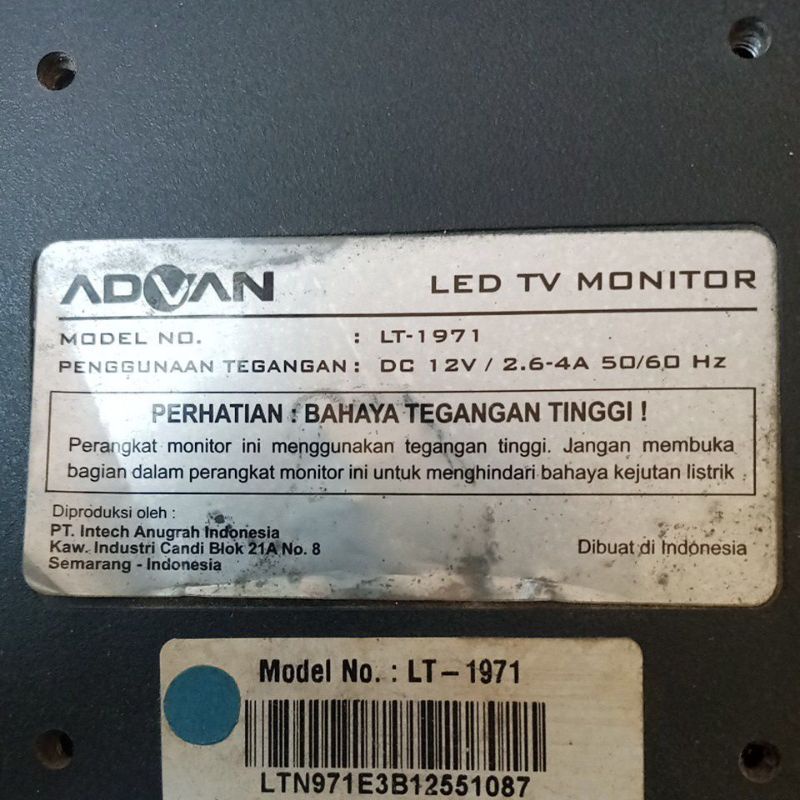 ADVAN LED TV MONITOR
MODEL NO. : LT-1971
PENGGUNAAN TEGANGAN : DC 12V / 2.6-4A 50/60 Hz
PERHATIAN : BAHAYA TEGANGAN TINGGI !
Perangkat monitor ini menggunakan tegangan tinggi. Jangan membuka
bagian dalam perangkat monitor ini untuk menghindari bahaya kejutan listrik
Diproduksi oleh :
PT. Intech Anugrah Indonesia
Kaw. Industri Candi Blok 21A No. 8
Semarang - Indonesia
Dibuat di Indonesia
Model No. : LT-1971
LTN971E3B12551087